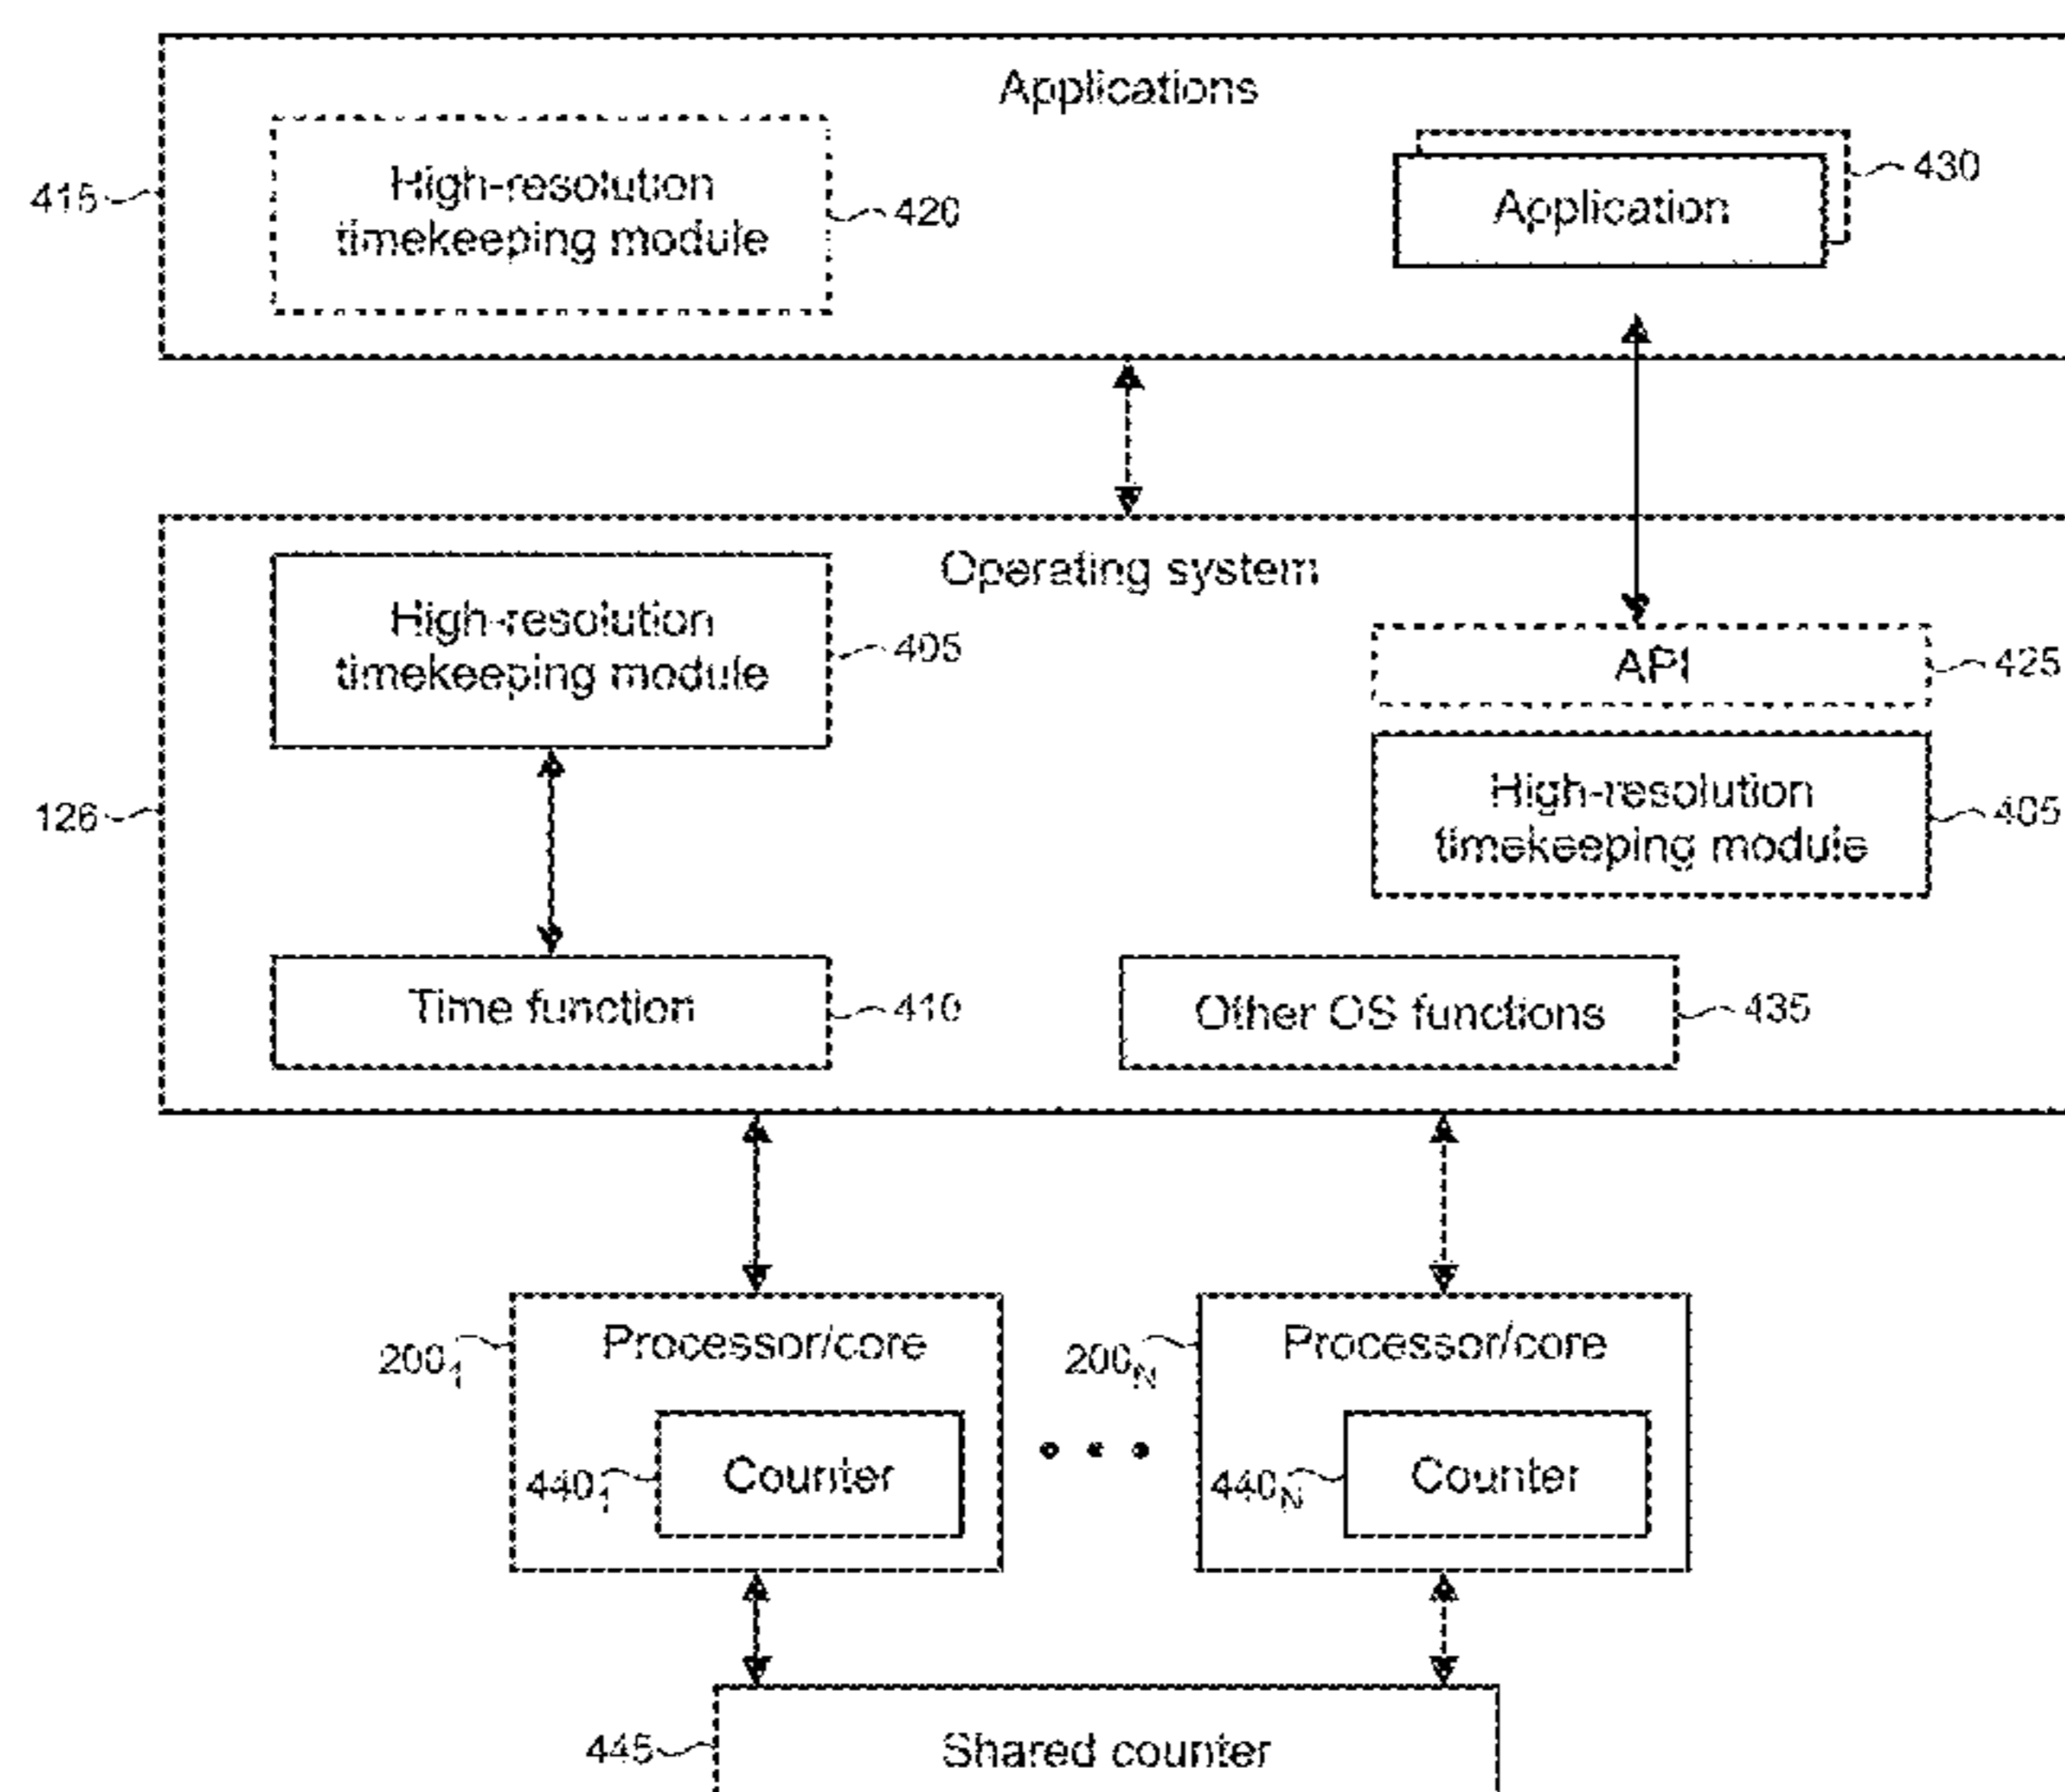 Applications
High-resolution
timekeeping module
415
420
Application
430
Operating system
High-resolution
timekeeping module
405
API
425
High-resolution
timekeeping module
405
126
Time function
410
Other OS functions
435
Processor/core
200₁
Counter
440₁
Processor/core
200N
Counter
440N
Shared counter
445